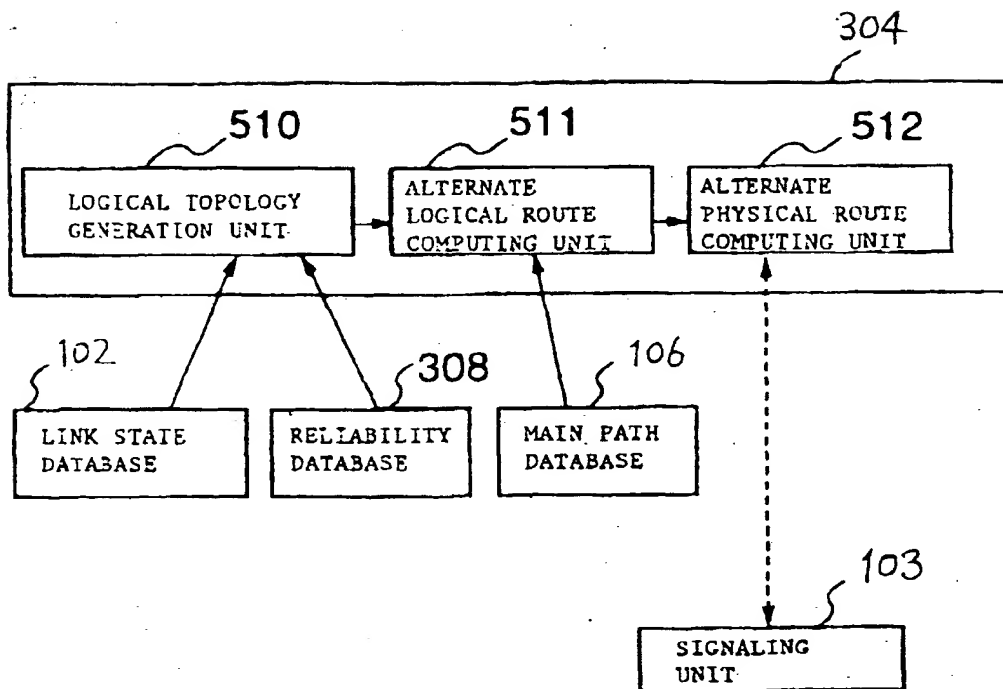 304
510
511
512
LOGICAL TOPOLOGY
GENERATION UNIT
ALTERNATE
LOGICAL ROUTE
COMPUTING UNIT
ALTERNATE
PHYSICAL ROUTE
COMPUTING UNIT
102
308
106
LINK STATE
DATABASE
RELIABILITY
DATABASE
MAIN PATH
DATABASE
103
SIGNALING
UNIT